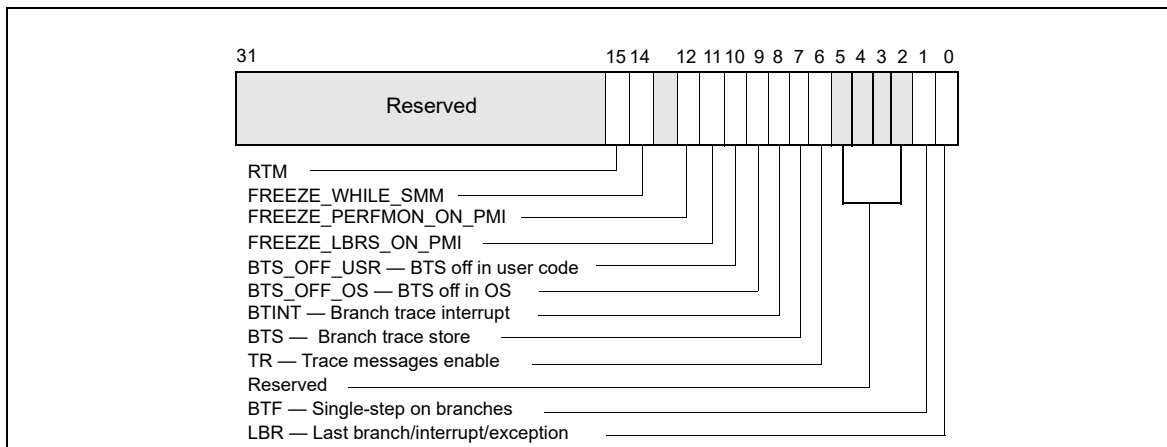 31 15 14 12 11 10 9 8 7 6 5 4 3 2 1 0
Reserved
RTM
FREEZE_WHILE_SMM
FREEZE_PERFMON_ON_PMI
FREEZE_LBRS_ON_PMI
BTS_OFF_USR — BTS off in user code
BTS_OFF_OS — BTS off in OS
BTINT — Branch trace interrupt
BTS — Branch trace store
TR — Trace messages enable
Reserved
BTF — Single-step on branches
LBR — Last branch/interrupt/exception